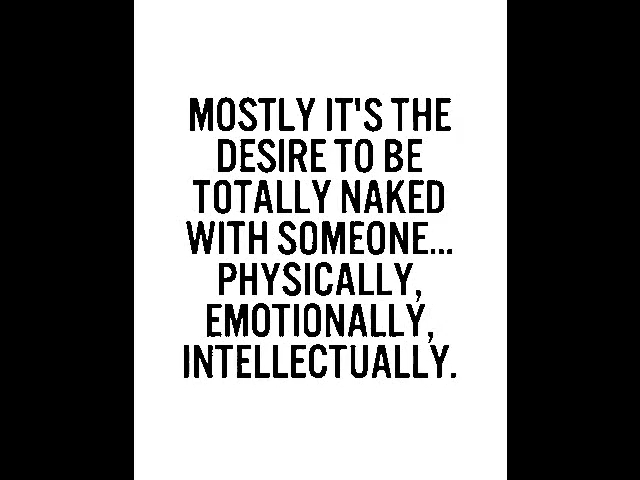 MOSTLY IT'S THE
DESIRE TO BE
TOTALLY NAKED
WITH SOMEONE...
PHYSICALLY,
EMOTIONALLY,
INTELLECTUALLY.